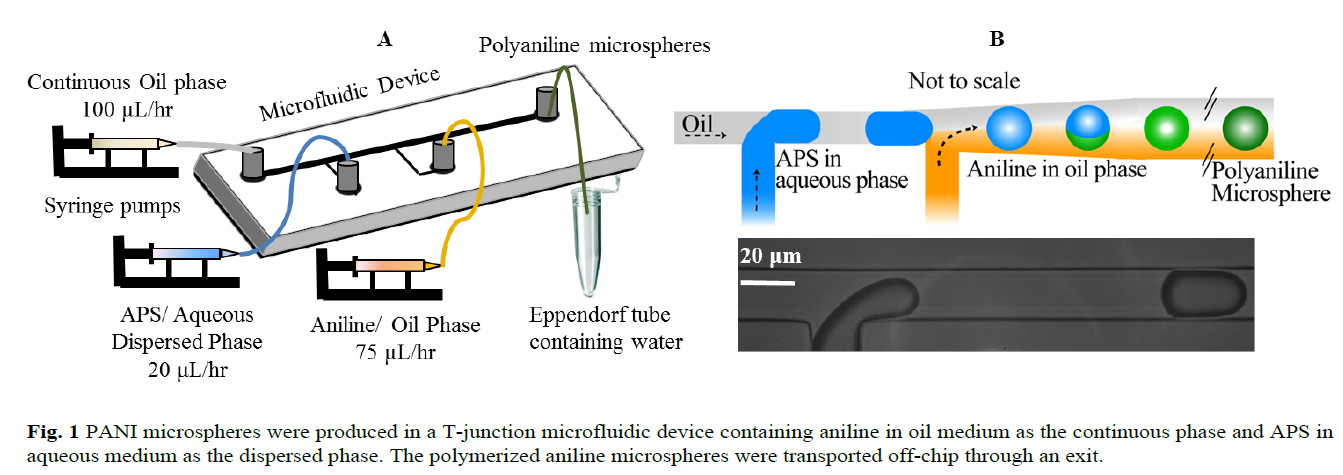 A
Polyaniline microspheres
Continuous Oil phase
100 µL/hr
Microfluidic Device
Syringe pumps
APS/ Aqueous
Dispersed Phase
20 µL/hr
Aniline/ Oil Phase
75 µL/hr
Eppendorf tube
containing water
B
Not to scale
Oil
APS in
aqueous phase
Aniline in oil phase
Polyaniline
Microsphere
20 µm
Fig. 1 PANI microspheres were produced in a T-junction microfluidic device containing aniline in oil medium as the continuous phase and APS in
aqueous medium as the dispersed phase. The polymerized aniline microspheres were transported off-chip through an exit.